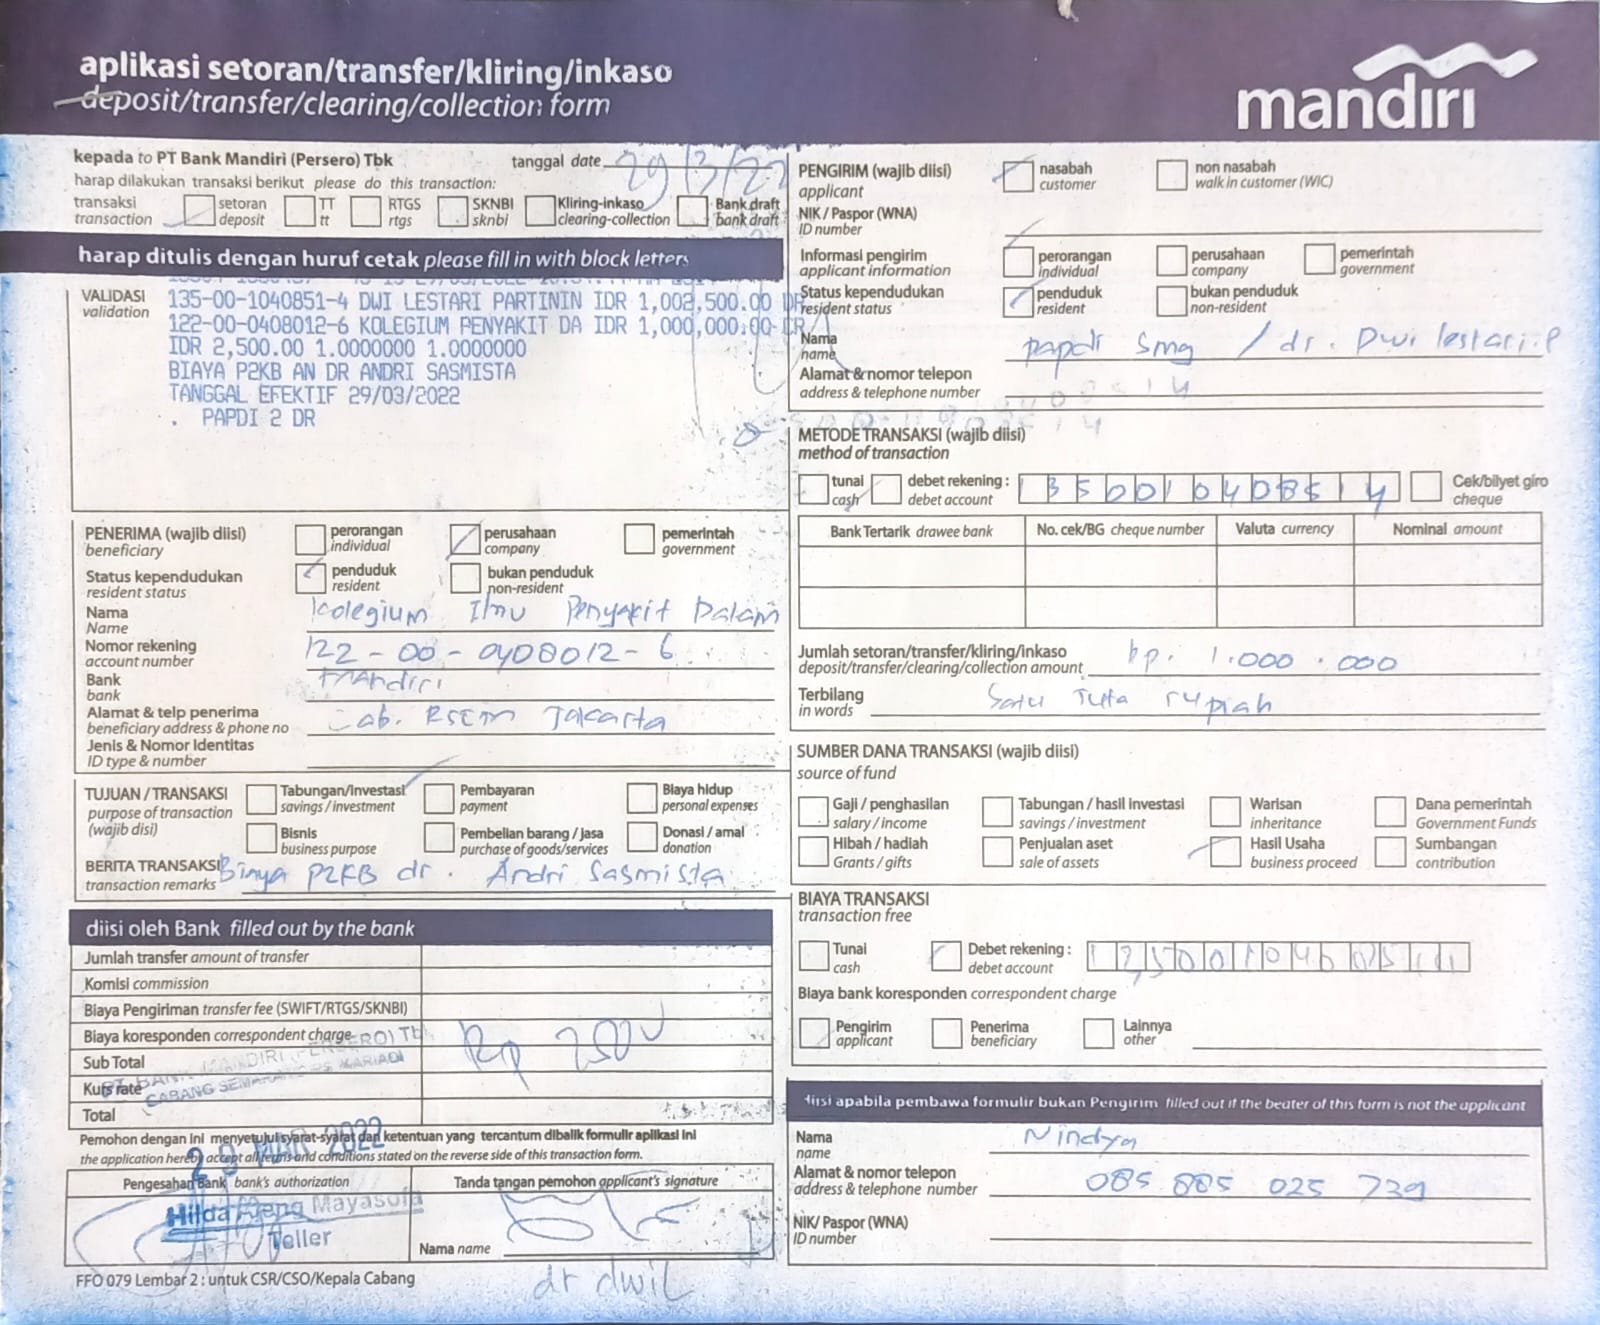 aplikasi setoran/transfer/kliring/inkaso
deposit/transfer/clearing/collection form
mandiri
kepada to PT Bank Mandiri (Persero) Tbk
tanggal date 29/3/22
harap dilakukan transaksi berikut please do this transaction:
transaksi transaction
setoran deposit
TT tt
RTGS rtgs
SKNBI sknbi
Kliring-inkaso clearing-collection
Bank draft bank draft
harap ditulis dengan huruf cetak please fill in with block letters
VALIDASI validation
135-00-1040851-4 DWI LESTARI PARTININ IDR 1,002,500.00 DR
122-00-0408012-6 KOLEGIUM PENYAKIT DA IDR 1,000,000.00 CR
IDR 2,500.00 1.0000000 1.0000000
BIAYA P2KB AN DR ANDRI SASMISTA
TANGGAL EFEKTIF 29/03/2022
. PAPDI 2 DR
PENERIMA (wajib diisi) beneficiary
perorangan individual
perusahaan company
pemerintah government
Status kependudukan resident status
penduduk resident
bukan penduduk non-resident
Nama Name Kolegium Ilmu Penyakit Dalam
Nomor rekening account number 122-00-0408012-6
Bank bank Mandiri
Alamat & telp penerima beneficiary address & phone no Cab. RSCM Jakarta
Jenis & Nomor Identitas ID type & number
TUJUAN / TRANSAKSI purpose of transaction (wajib disi)
Tabungan/investasi savings / investment
Pembayaran payment
Biaya hidup personal expenses
Bisnis business purpose
Pembelian barang / jasa purchase of goods/services
Donasi / amal donation
BERITA TRANSAKSI transaction remarks Biaya P2KB dr. Andri Sasmista
diisi oleh Bank filled out by the bank
Jumlah transfer amount of transfer
Komisi commission
Biaya Pengiriman transfer fee (SWIFT/RTGS/SKNBI)
Biaya koresponden correspondent charge
Sub Total
Kurs rate
Total
Rp 2500
PT. BANK MANDIRI (PERSERO) Tbk
CABANG SEMARANG RS KARIADI
29 MAR 2022
Pemohon dengan ini menyetujui syarat-syarat dan ketentuan yang tercantum dibalik formulir aplikasi ini
the application hereby accept all terms and conditions stated on the reverse side of this transaction form.
Pengesahan Bank bank's authorization
Tanda tangan pemohon applicant's signature
Hilda Ajeng Mayasofa
Teller
Nama name
dr dwi L
FFO 079 Lembar 2 : untuk CSR/CSO/Kepala Cabang
PENGIRIM (wajib diisi) applicant
nasabah customer
non nasabah walk in customer (WIC)
NIK / Paspor (WNA) ID number
Informasi pengirim applicant information
perorangan individual
perusahaan company
pemerintah government
Status kependudukan resident status
penduduk resident
bukan penduduk non-resident
Nama name papdi Smg / dr. Dwi lestari.P
Alamat & nomor telepon address & telephone number
METODE TRANSAKSI (wajib diisi)
method of transaction
tunai cash
debet rekening : debet account 1350010408514
Cek/bilyet giro cheque
Bank Tertarik drawee bank
No. cek/BG cheque number
Valuta currency
Nominal amount
Jumlah setoran/transfer/kliring/inkaso deposit/transfer/clearing/collection amount Rp. 1.000.000
Terbilang in words Satu Juta rupiah
SUMBER DANA TRANSAKSI (wajib diisi)
source of fund
Gaji / penghasilan salary / income
Tabungan / hasil investasi savings / investment
Warisan inheritance
Dana pemerintah Government Funds
Hibah / hadiah Grants / gifts
Penjualan aset sale of assets
Hasil Usaha business proceed
Sumbangan contribution
BIAYA TRANSAKSI
transaction free
Tunai cash
Debet rekening : debet account
Biaya bank koresponden correspondent charge
Pengirim applicant
Penerima beneficiary
Lainnya other
diisi apabila pembawa formulir bukan Pengirim filled out if the bearer of this form is not the applicant
Nama name Nindya
Alamat & nomor telepon address & telephone number 085 885 025 739
NIK/ Paspor (WNA) ID number